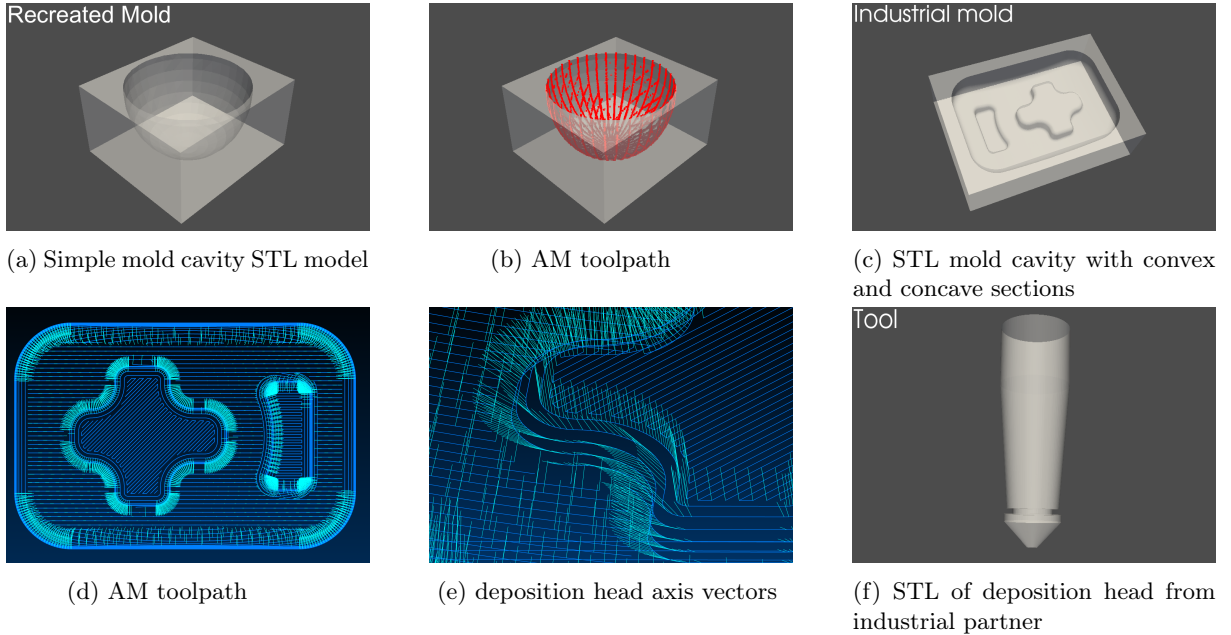 Recreated Mold
Industrial mold
(a) Simple mold cavity STL model
(b) AM toolpath
(c) STL mold cavity with convex
and concave sections
Tool
(d) AM toolpath
(e) deposition head axis vectors
(f) STL of deposition head from
industrial partner